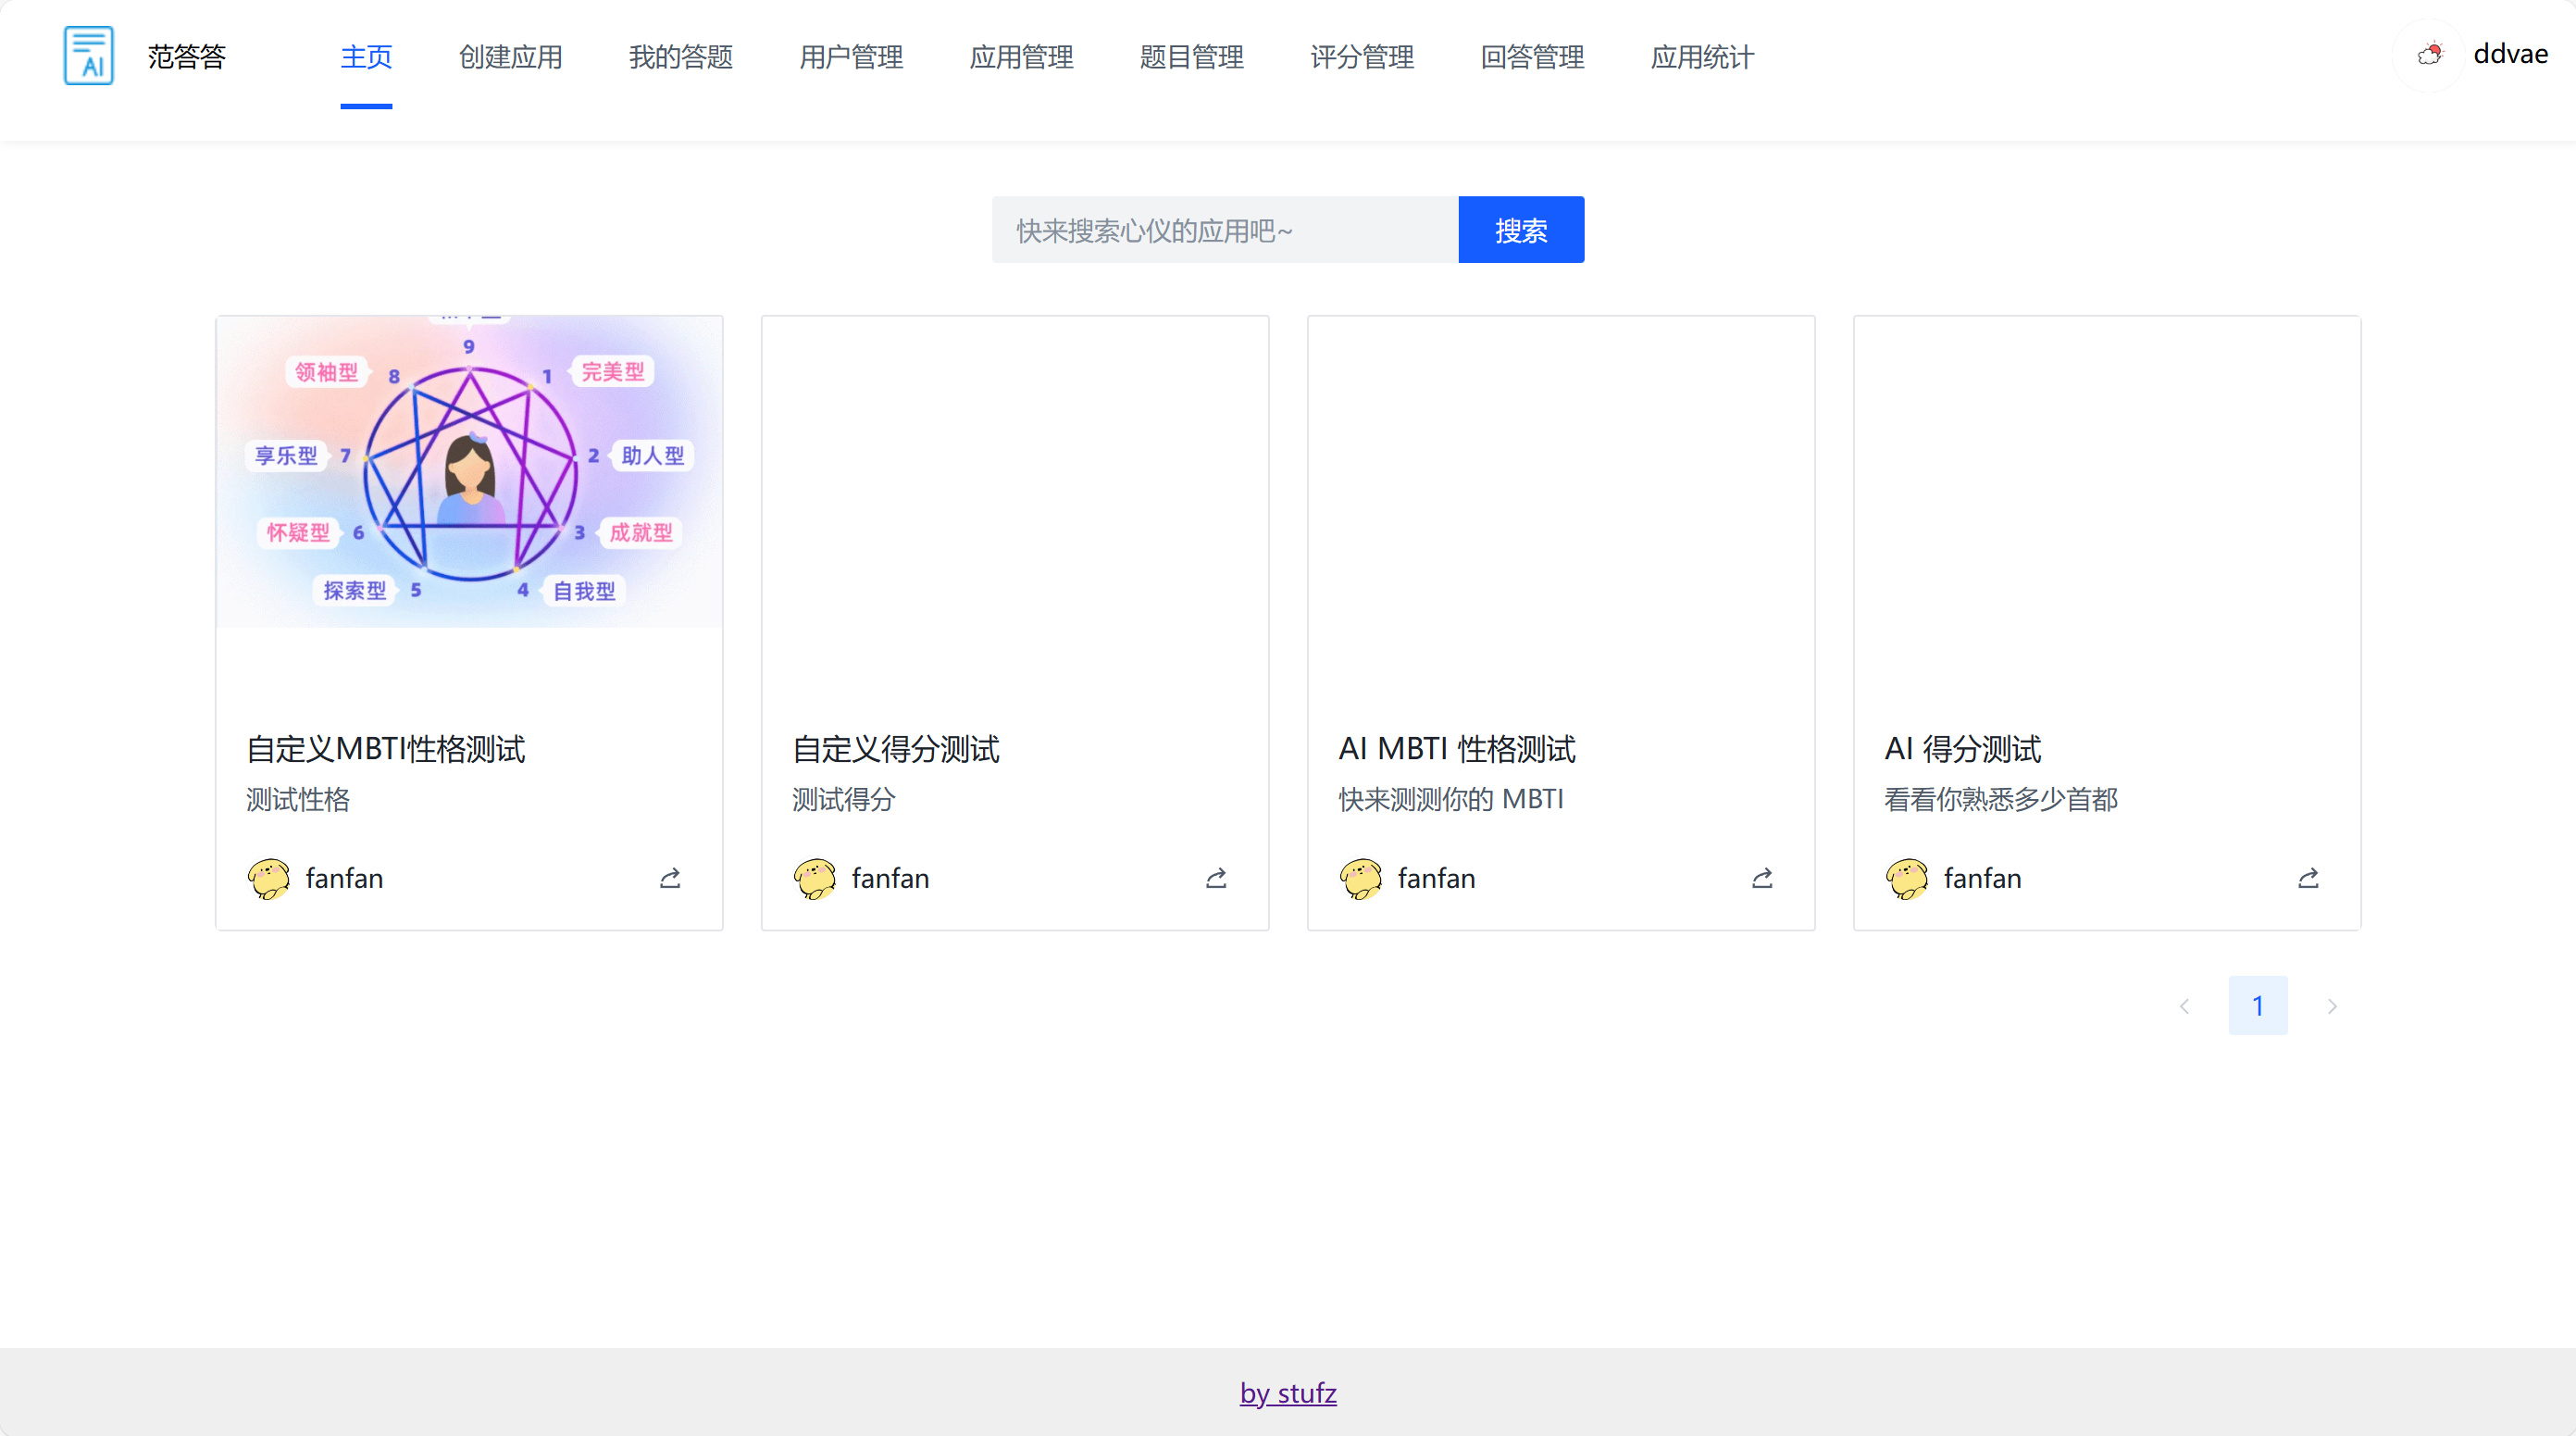 AI
范答答
主页
创建应用
我的答题
用户管理
应用管理
题目管理
评分管理
回答管理
应用统计
ddvae
快来搜索心仪的应用吧~
搜索
9
领袖型 8
1 完美型
享乐型 7
2 助人型
怀疑型 6
3 成就型
探索型 5
4 自我型
自定义MBTI性格测试
测试性格
fanfan
自定义得分测试
测试得分
fanfan
AI MBTI 性格测试
快来测测你的 MBTI
fanfan
AI 得分测试
看看你熟悉多少首都
fanfan
1
by stufz